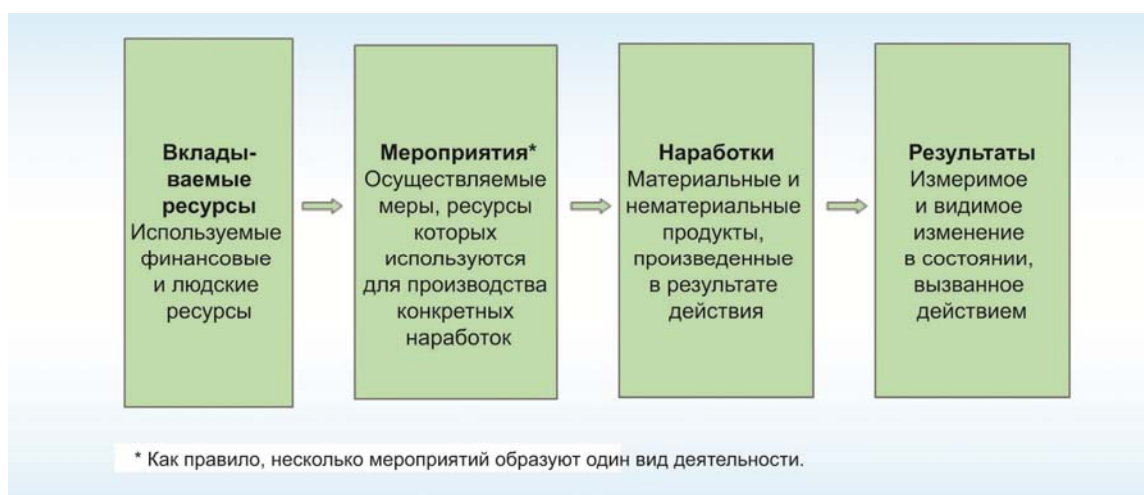 Вклады-
ваемые
ресурсы
Используемые
финансовые
и людские
ресурсы
Мероприятия*
Осуществляемые
меры, ресурсы
которых
используются
для производства
конкретных
наработок
Наработки
Материальные и
нематериальные
продукты,
произведенные
в результате
действия
Результаты
Измеримое
и видимое
изменение
в состоянии,
вызванное
действием
* Как правило, несколько мероприятий образуют один вид деятельности.